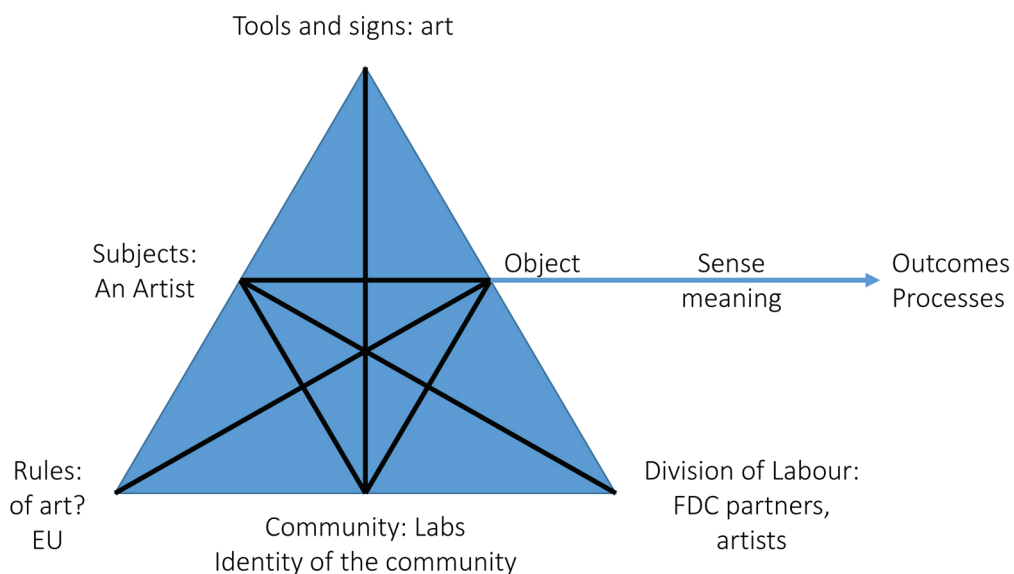 Tools and signs: art
Subjects:
An Artist
Object
Sense
meaning
Outcomes
Processes
Rules:
of art?
EU
Community: Labs
Identity of the community
Division of Labour:
FDC partners,
artists